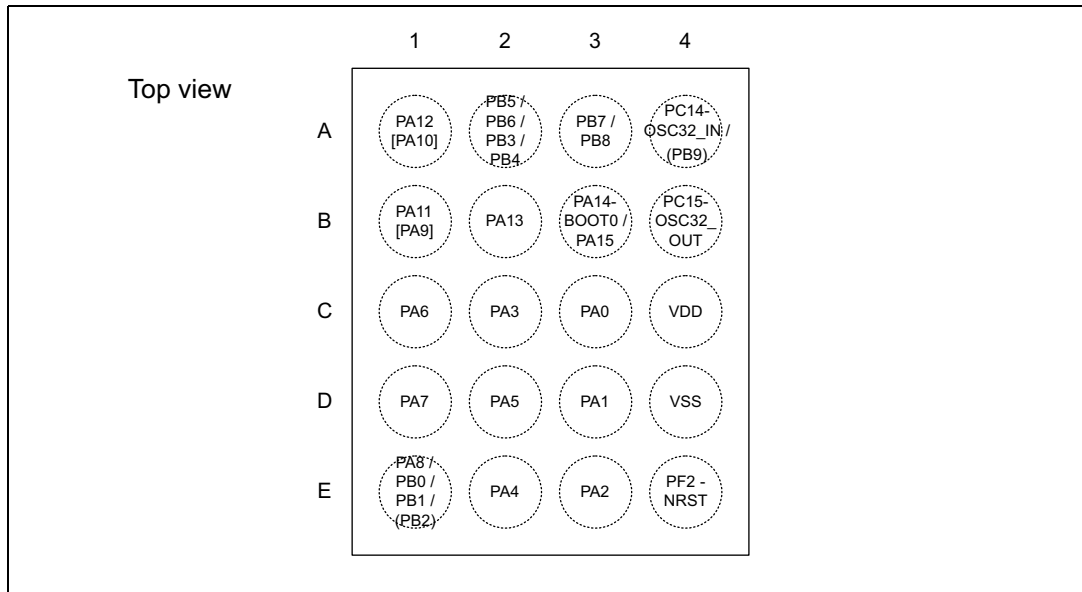 1 2 3 4
Top view
A
PA12
[PA10]
PB5 /
PB6 /
PB3 /
PB4
PB7 /
PB8
PC14-
OSC32_IN /
(PB9)
B
PA11
[PA9]
PA13
PA14-
BOOT0 /
PA15
PC15-
OSC32_
OUT
C
PA6
PA3
PA0
VDD
D
PA7
PA5
PA1
VSS
E
PA8 /
PB0 /
PB1 /
(PB2)
PA4
PA2
PF2 -
NRST